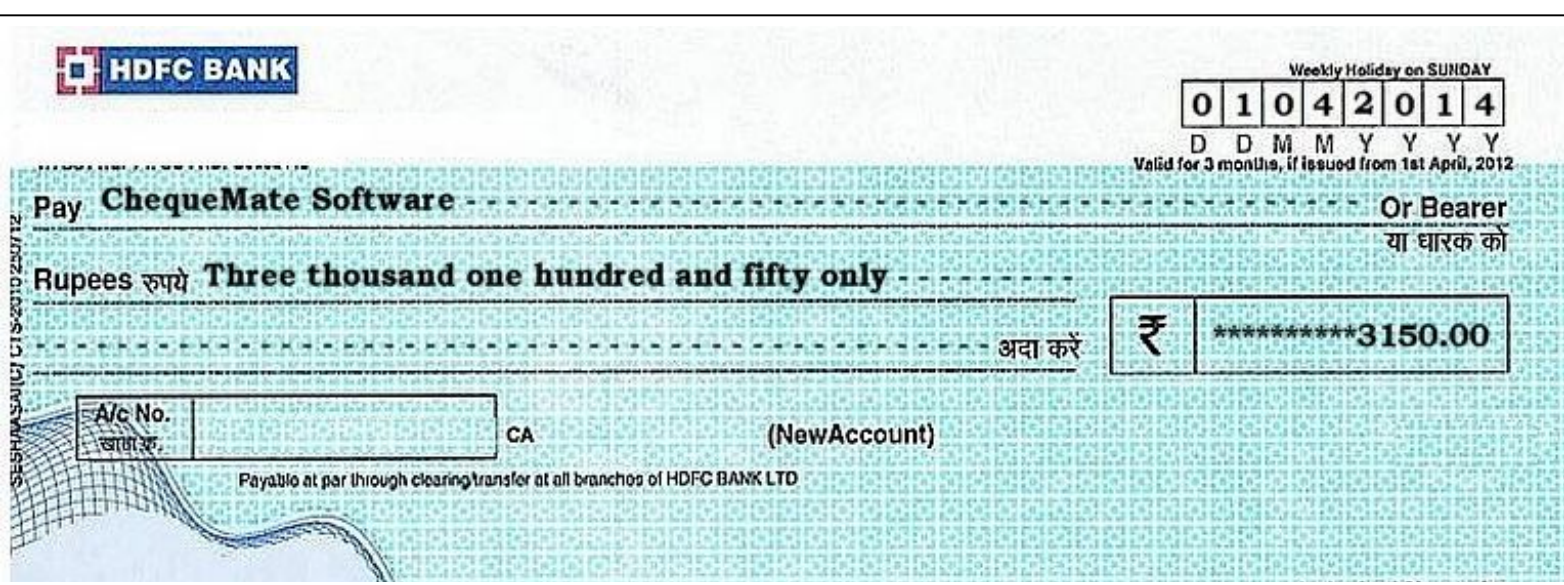 HDFC BANK
Weekly Holiday on SUNDAY
0 1 0 4 2 0 1 4
D D M M Y Y Y Y
Valid for 3 months, if issued from 1st April, 2012
Pay ChequeMate Software - - - - - - - - - - - - - - - - - - - - - - - - - - - - - - - - - - - - - - - - Or Bearer
या धारक को
Rupees रुपये Three thousand one hundred and fifty only - - - - - - - - -
- - - - - - - - - - - - - - - - - - - - - - - - - - - - - - - - - - - - - - - - अदा करें
₹ **********3150.00
A/c No.
खाता क्र.
CA (NewAccount)
Payable at par through clearing/transfer at all branches of HDFC BANK LTD